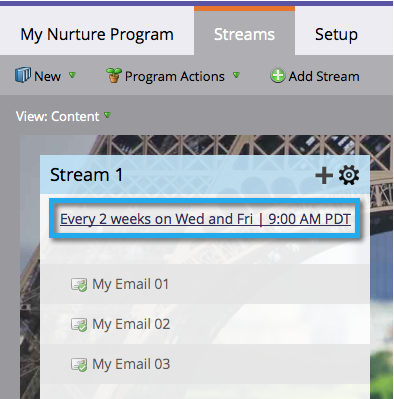 My Nurture Program Streams Setup
New Program Actions Add Stream
View: Content
Stream 1
Every 2 weeks on Wed and Fri | 9:00 AM PDT
My Email 01
My Email 02
My Email 03